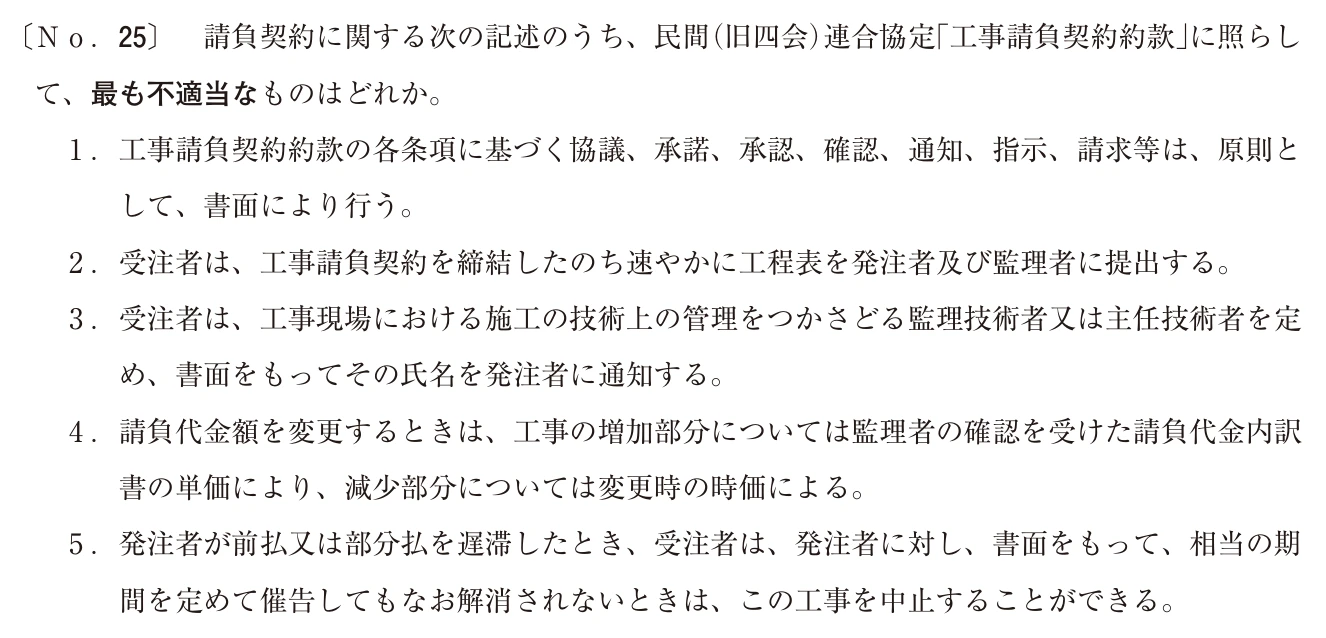 〔No. 25〕 請負契約に関する次の記述のうち、民間(旧四会)連合協定「工事請負契約約款」に照らし
て、最も不適当なものはどれか。
1. 工事請負契約約款の各条項に基づく協議、承諾、承認、確認、通知、指示、請求等は、原則と
して、書面により行う。
2. 受注者は、工事請負契約を締結したのち速やかに工程表を発注者及び監理者に提出する。
3. 受注者は、工事現場における施工の技術上の管理をつかさどる監理技術者又は主任技術者を定
め、書面をもってその氏名を発注者に通知する。
4. 請負代金額を変更するときは、工事の増加部分については監理者の確認を受けた請負代金内訳
書の単価により、減少部分については変更時の時価による。
5. 発注者が前払又は部分払を遅滞したとき、受注者は、発注者に対し、書面をもって、相当の期
間を定めて催告してもなお解消されないときは、この工事を中止することができる。